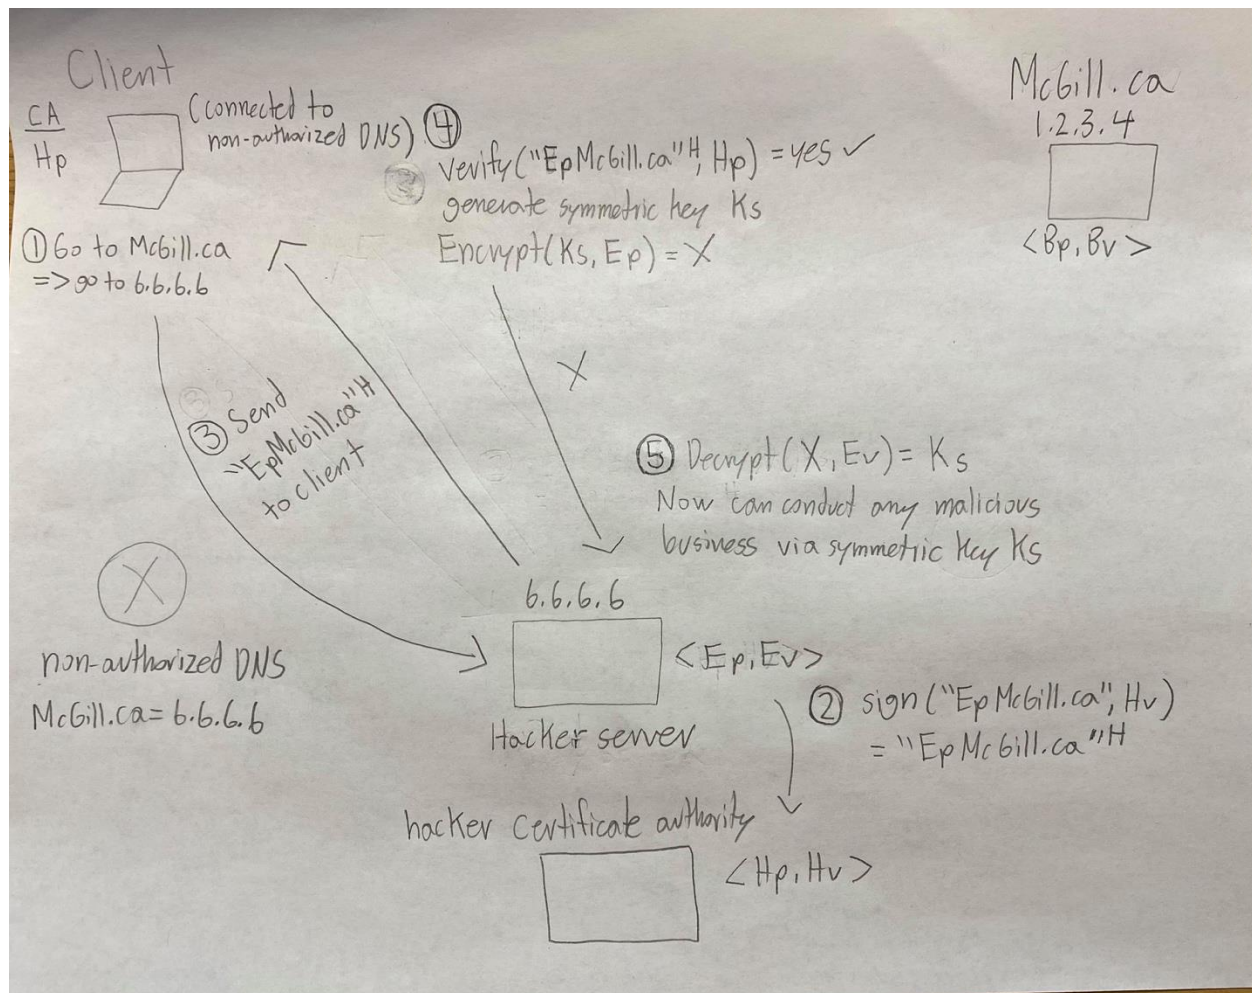 Client
CA
Hp
(connected to
non-authorized DNS)
① Go to McGill.ca
=> go to 6.6.6.6
④
verify("EpMcGill.ca"H, Hp) = yes ✓
generate symmetric key Ks
Encrypt(Ks, Ep) = X
McGill.ca
1.2.3.4
<Bp, Bv>
③ Send
"EpMcGill.ca"H
to client
X
⑤ Decrypt(X, Ev) = Ks
Now can conduct any malicious
business via symmetric key Ks
X
non-authorized DNS
McGill.ca = 6.6.6.6
6.6.6.6
<Ep, Ev>
Hacker server
② sign("EpMcGill.ca", Hv)
= "EpMcGill.ca"H
hacker certificate authority
<Hp, Hv>